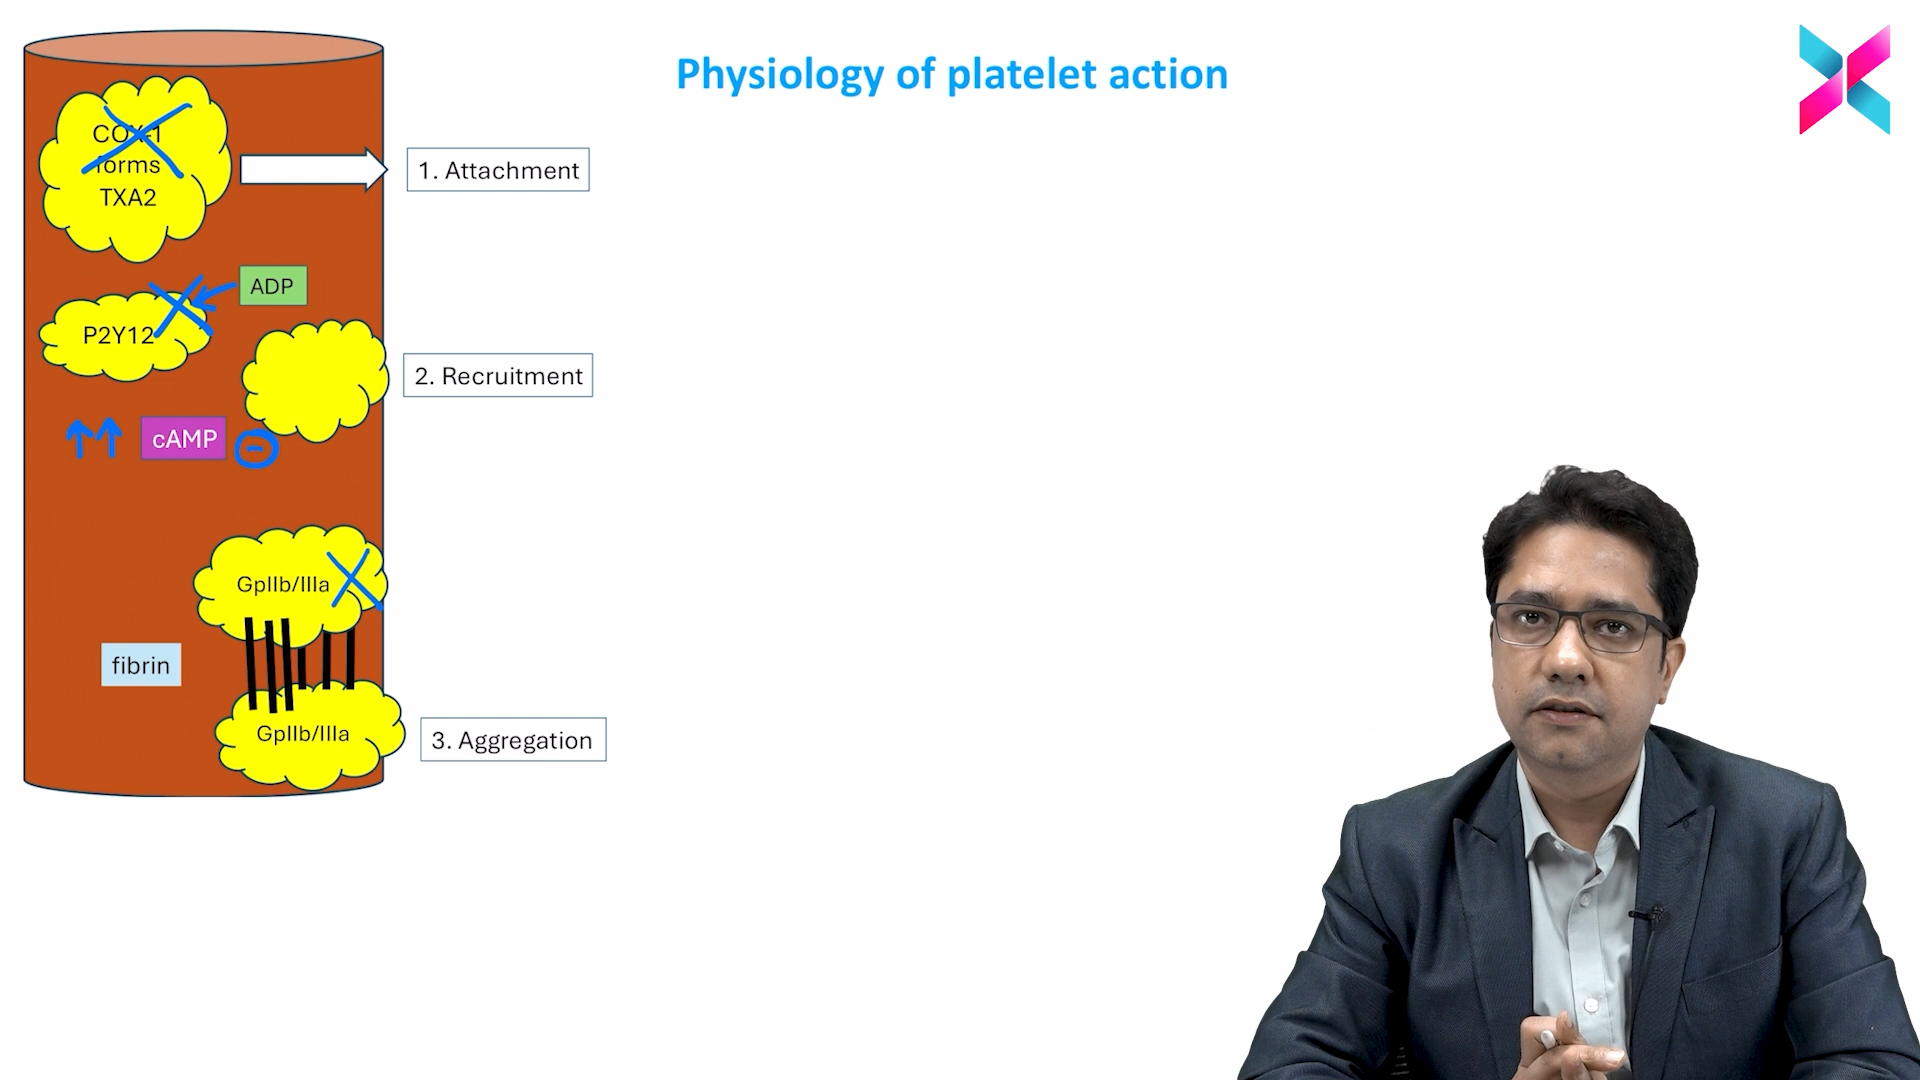 Physiology of platelet action
COX-1
forms
TXA2
1. Attachment
ADP
P2Y12
2. Recruitment
cAMP
GpIIb/IIIa
fibrin
GpIIb/IIIa
3. Aggregation